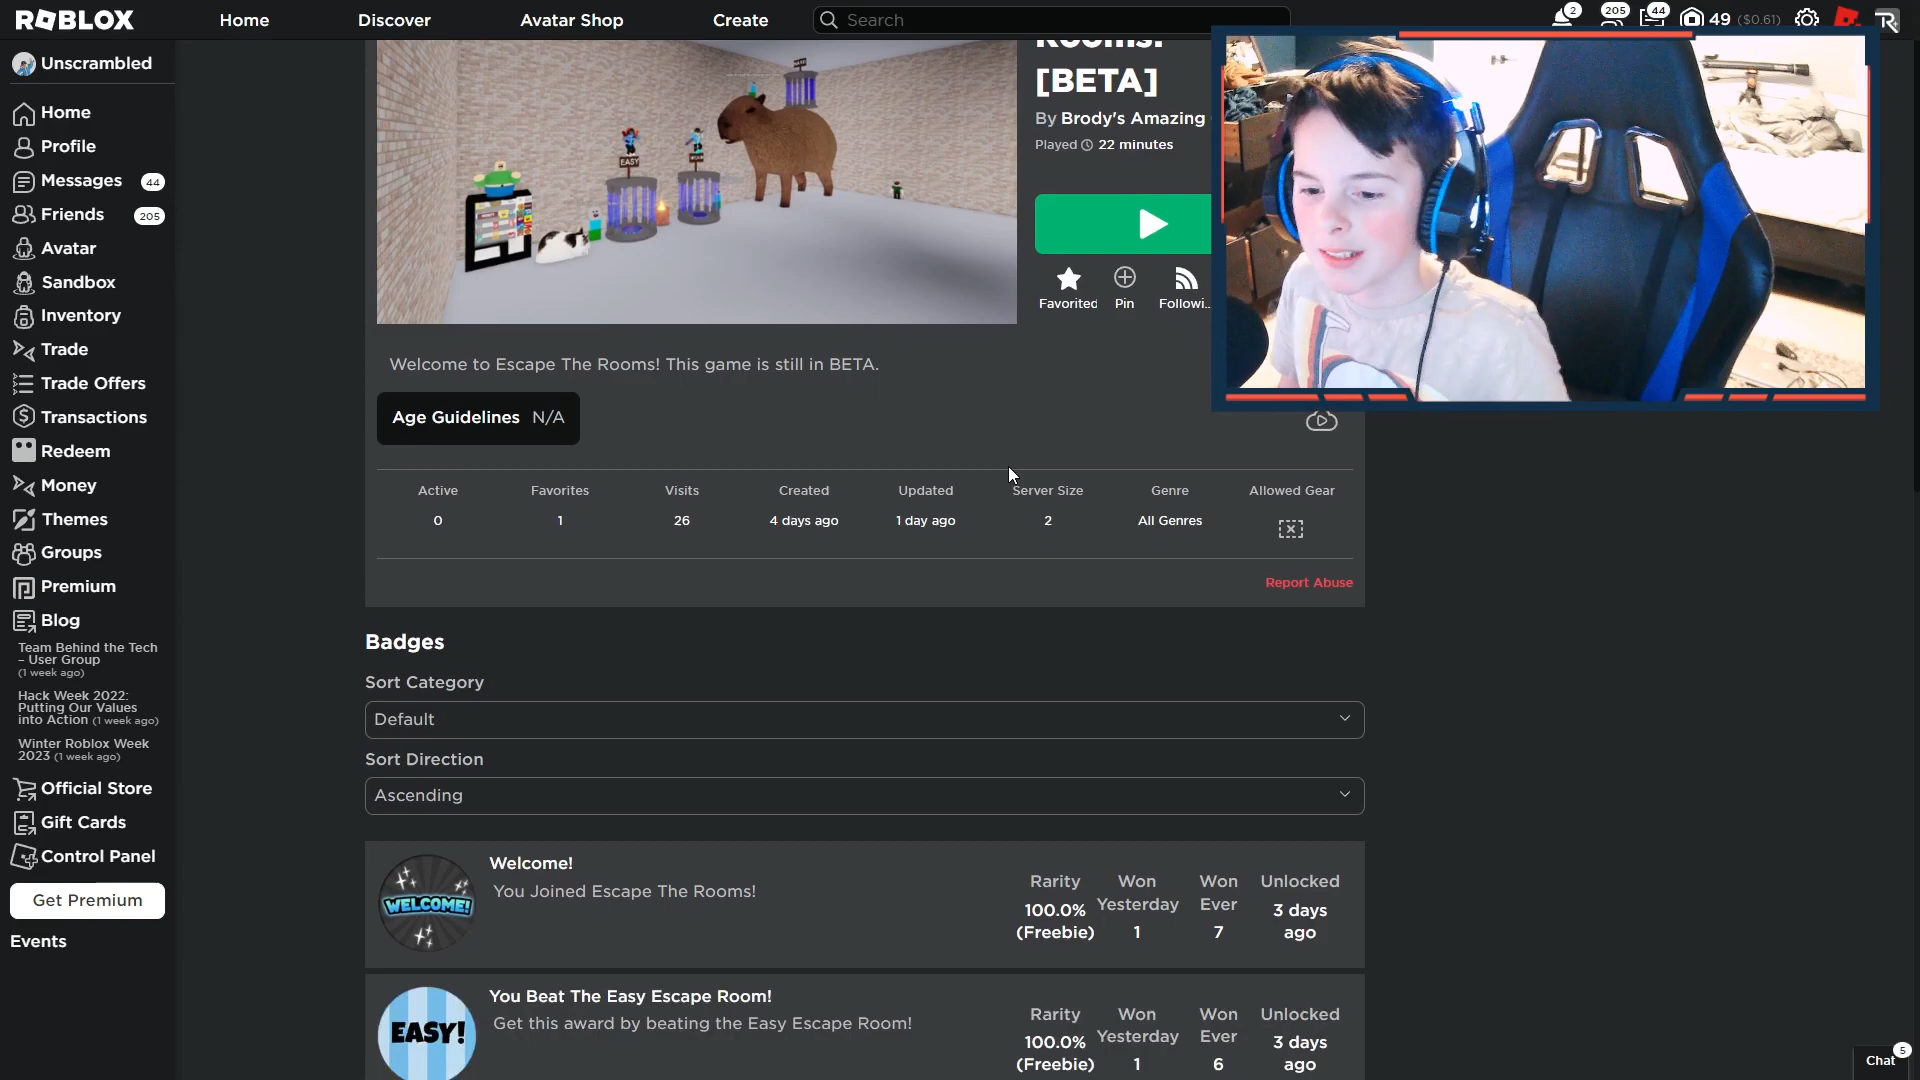 ROBLOX
Home
Discover
Avatar Shop
Create
Search
2
205
44
49 ($0.61)
Unscrambled
Home
Profile
Messages
44
Friends
205
Avatar
Sandbox
Inventory
Trade
Trade Offers
Transactions
Redeem
Money
Themes
Groups
Premium
Blog
Team Behind the Tech
– User Group
(1 week ago)
Hack Week 2022:
Putting Our Values
into Action (1 week ago)
Winter Roblox Week
2023 (1 week ago)
Official Store
Gift Cards
Control Panel
Get Premium
Events
EASY
Rooms!
[BETA]
By Brody's Amazing
Played 22 minutes
Favorited
Pin
Followi...
Welcome to Escape The Rooms! This game is still in BETA.
Age Guidelines N/A
Active
Favorites
Visits
Created
Updated
Server Size
Genre
Allowed Gear
0
1
26
4 days ago
1 day ago
2
All Genres
Report Abuse
Badges
Sort Category
Default
Sort Direction
Ascending
WELCOME!
Welcome!
You Joined Escape The Rooms!
Rarity
100.0%
(Freebie)
Won
Yesterday
1
Won
Ever
7
Unlocked
3 days
ago
EASY!
You Beat The Easy Escape Room!
Get this award by beating the Easy Escape Room!
Rarity
100.0%
(Freebie)
Won
Yesterday
1
Won
Ever
6
Unlocked
3 days
ago
Chat
5